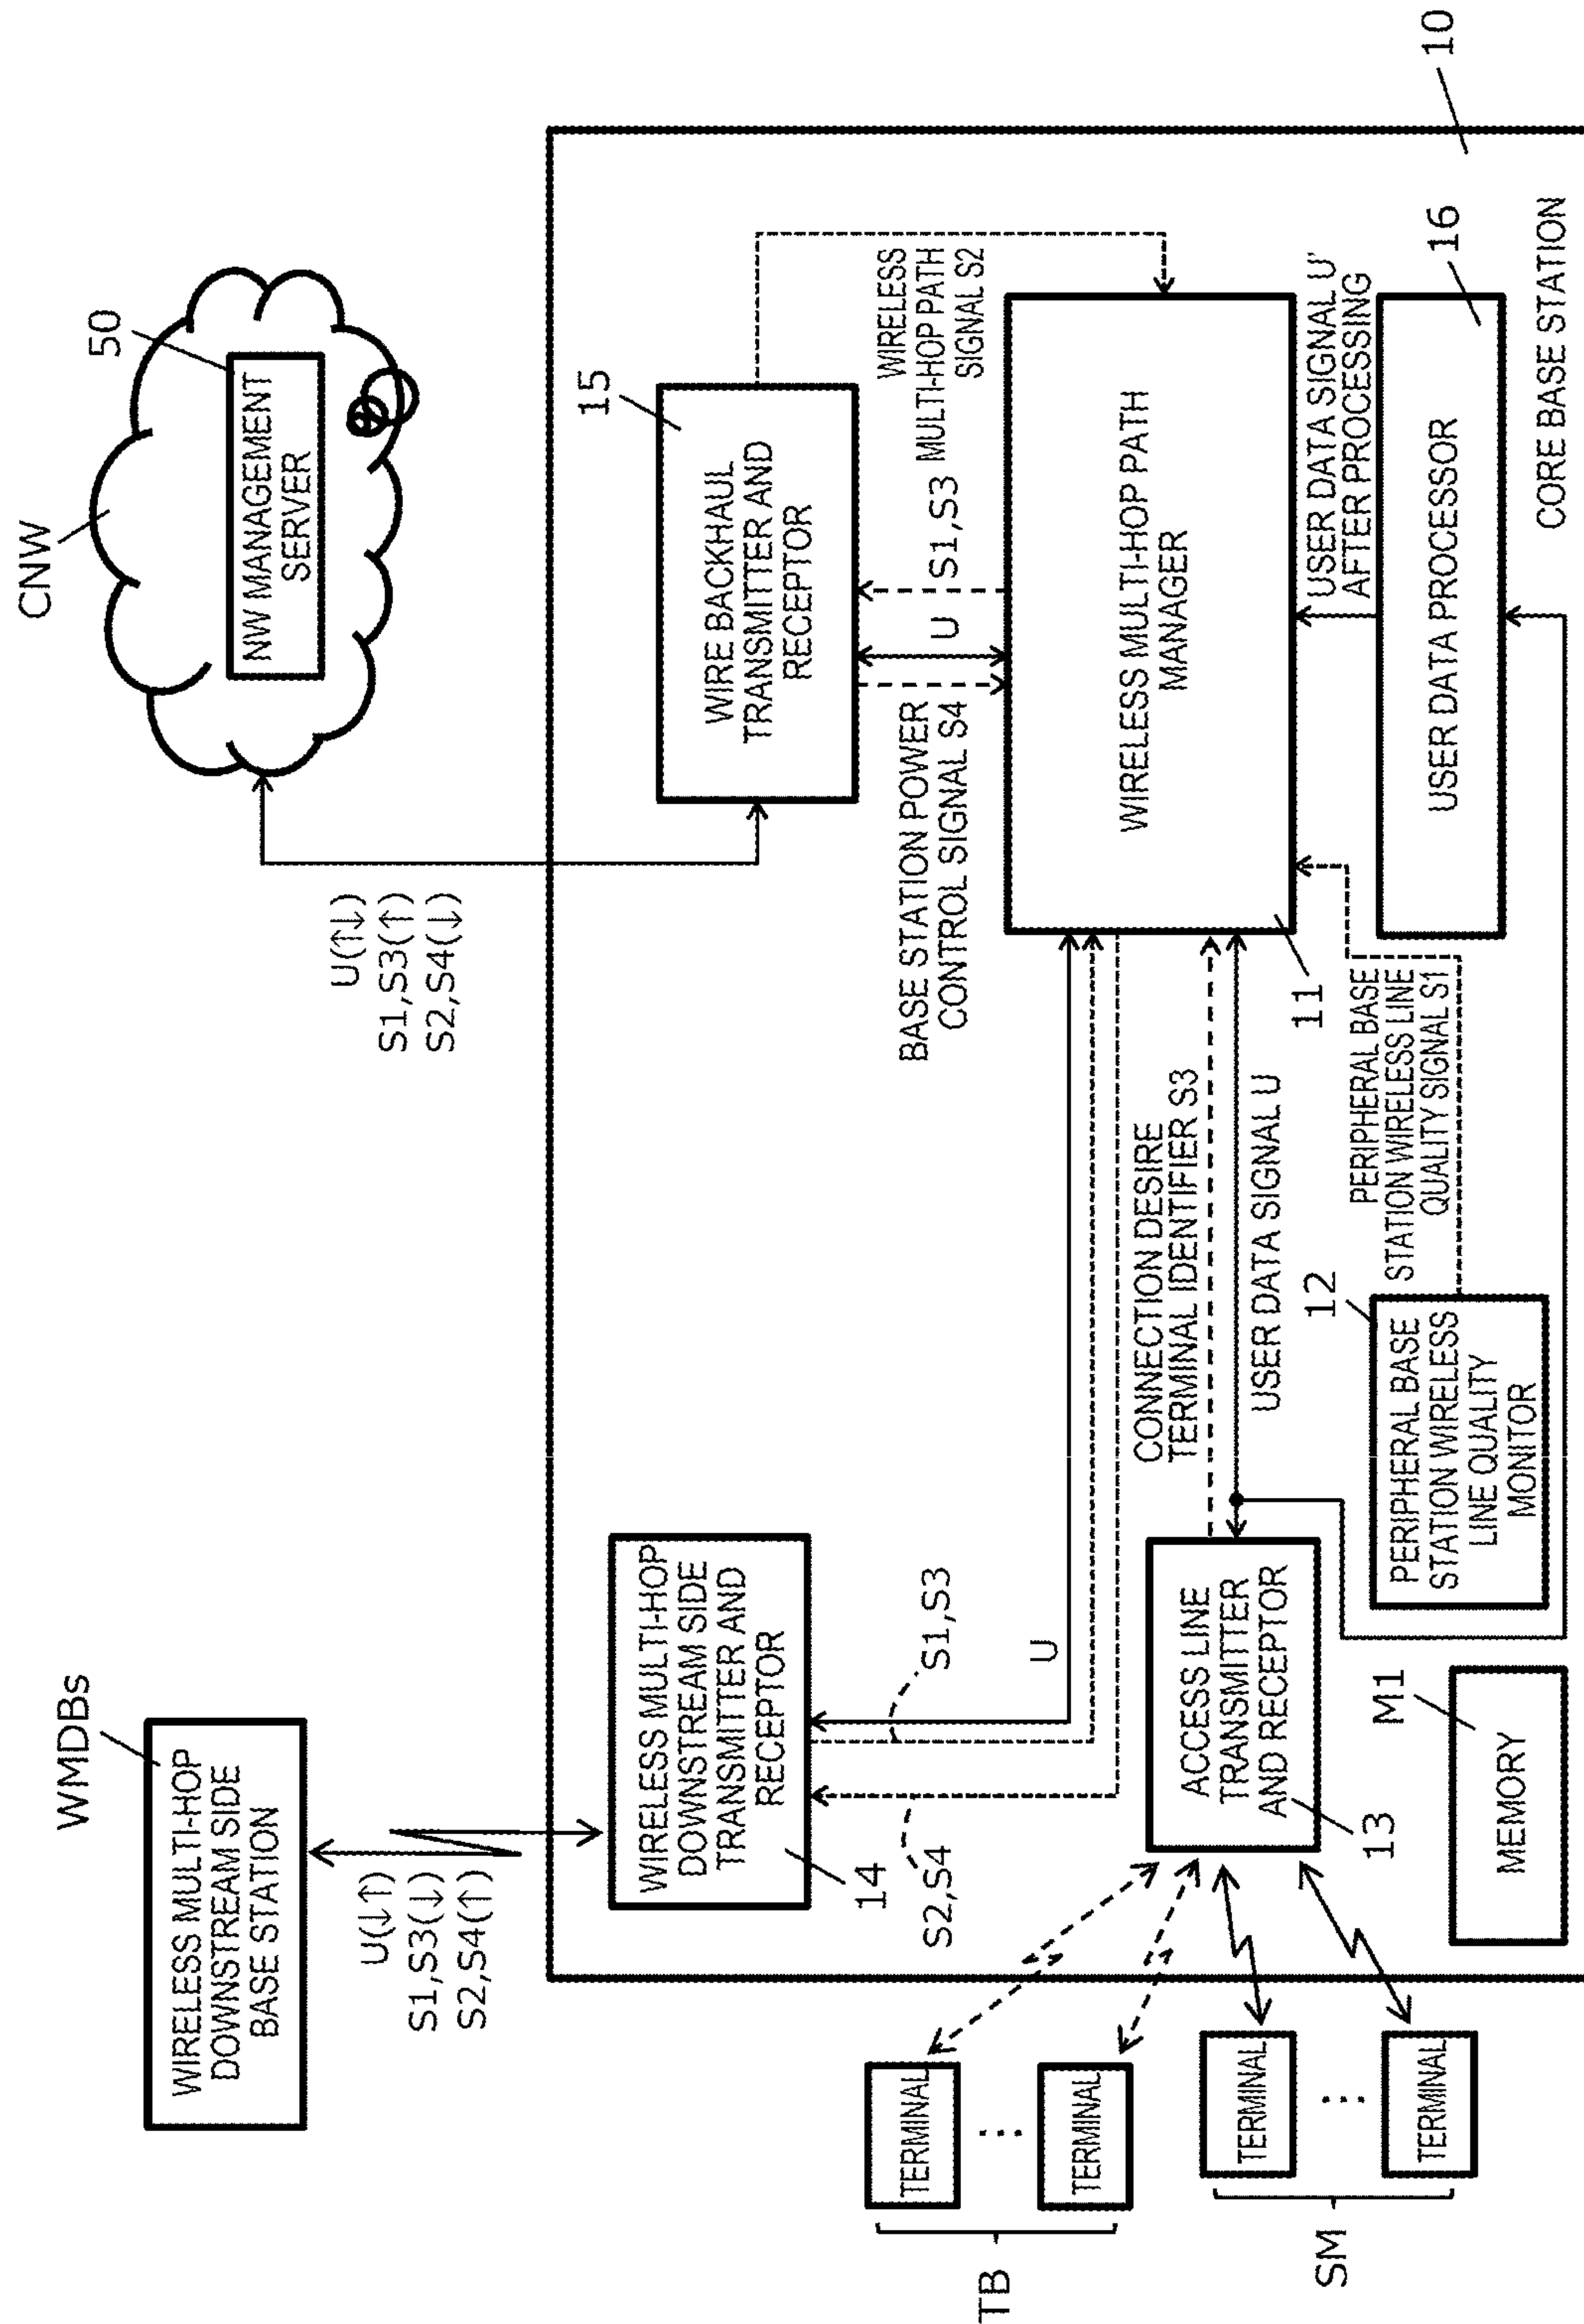 CNW
50
NW MANAGEMENT
SERVER
U(↑↓)
S1,S3(↑)
S2,S4(↓)
WMDBs
WIRELESS MULTI-HOP
DOWNSTREAM SIDE
BASE STATION
U(↓↑)
S1,S3(↓)
S2,S4(↑)
15
WIRE BACKHAUL
TRANSMITTER AND
RECEPTOR
WIRELESS
MULTI-HOP PATH
SIGNAL S2
S1,S3
U
BASE STATION POWER
CONTROL SIGNAL S4
WIRELESS MULTI-HOP
DOWNSTREAM SIDE
TRANSMITTER AND
RECEPTOR
14
S1,S3
U
S2,S4
WIRELESS MULTI-HOP PATH
MANAGER
11
CONNECTION DESIRE
TERMINAL IDENTIFIER S3
USER DATA SIGNAL U
ACCESS LINE
TRANSMITTER
AND RECEPTOR
13
USER DATA SIGNAL U'
AFTER PROCESSING
USER DATA PROCESSOR
16
PERIPHERAL BASE
STATION WIRELESS LINE
QUALITY SIGNAL S1
12
PERIPHERAL BASE
STATION WIRELESS
LINE QUALITY
MONITOR
M1
MEMORY
CORE BASE STATION
10
TERMINAL
⋯
TERMINAL
TB
TERMINAL
⋯
TERMINAL
SM